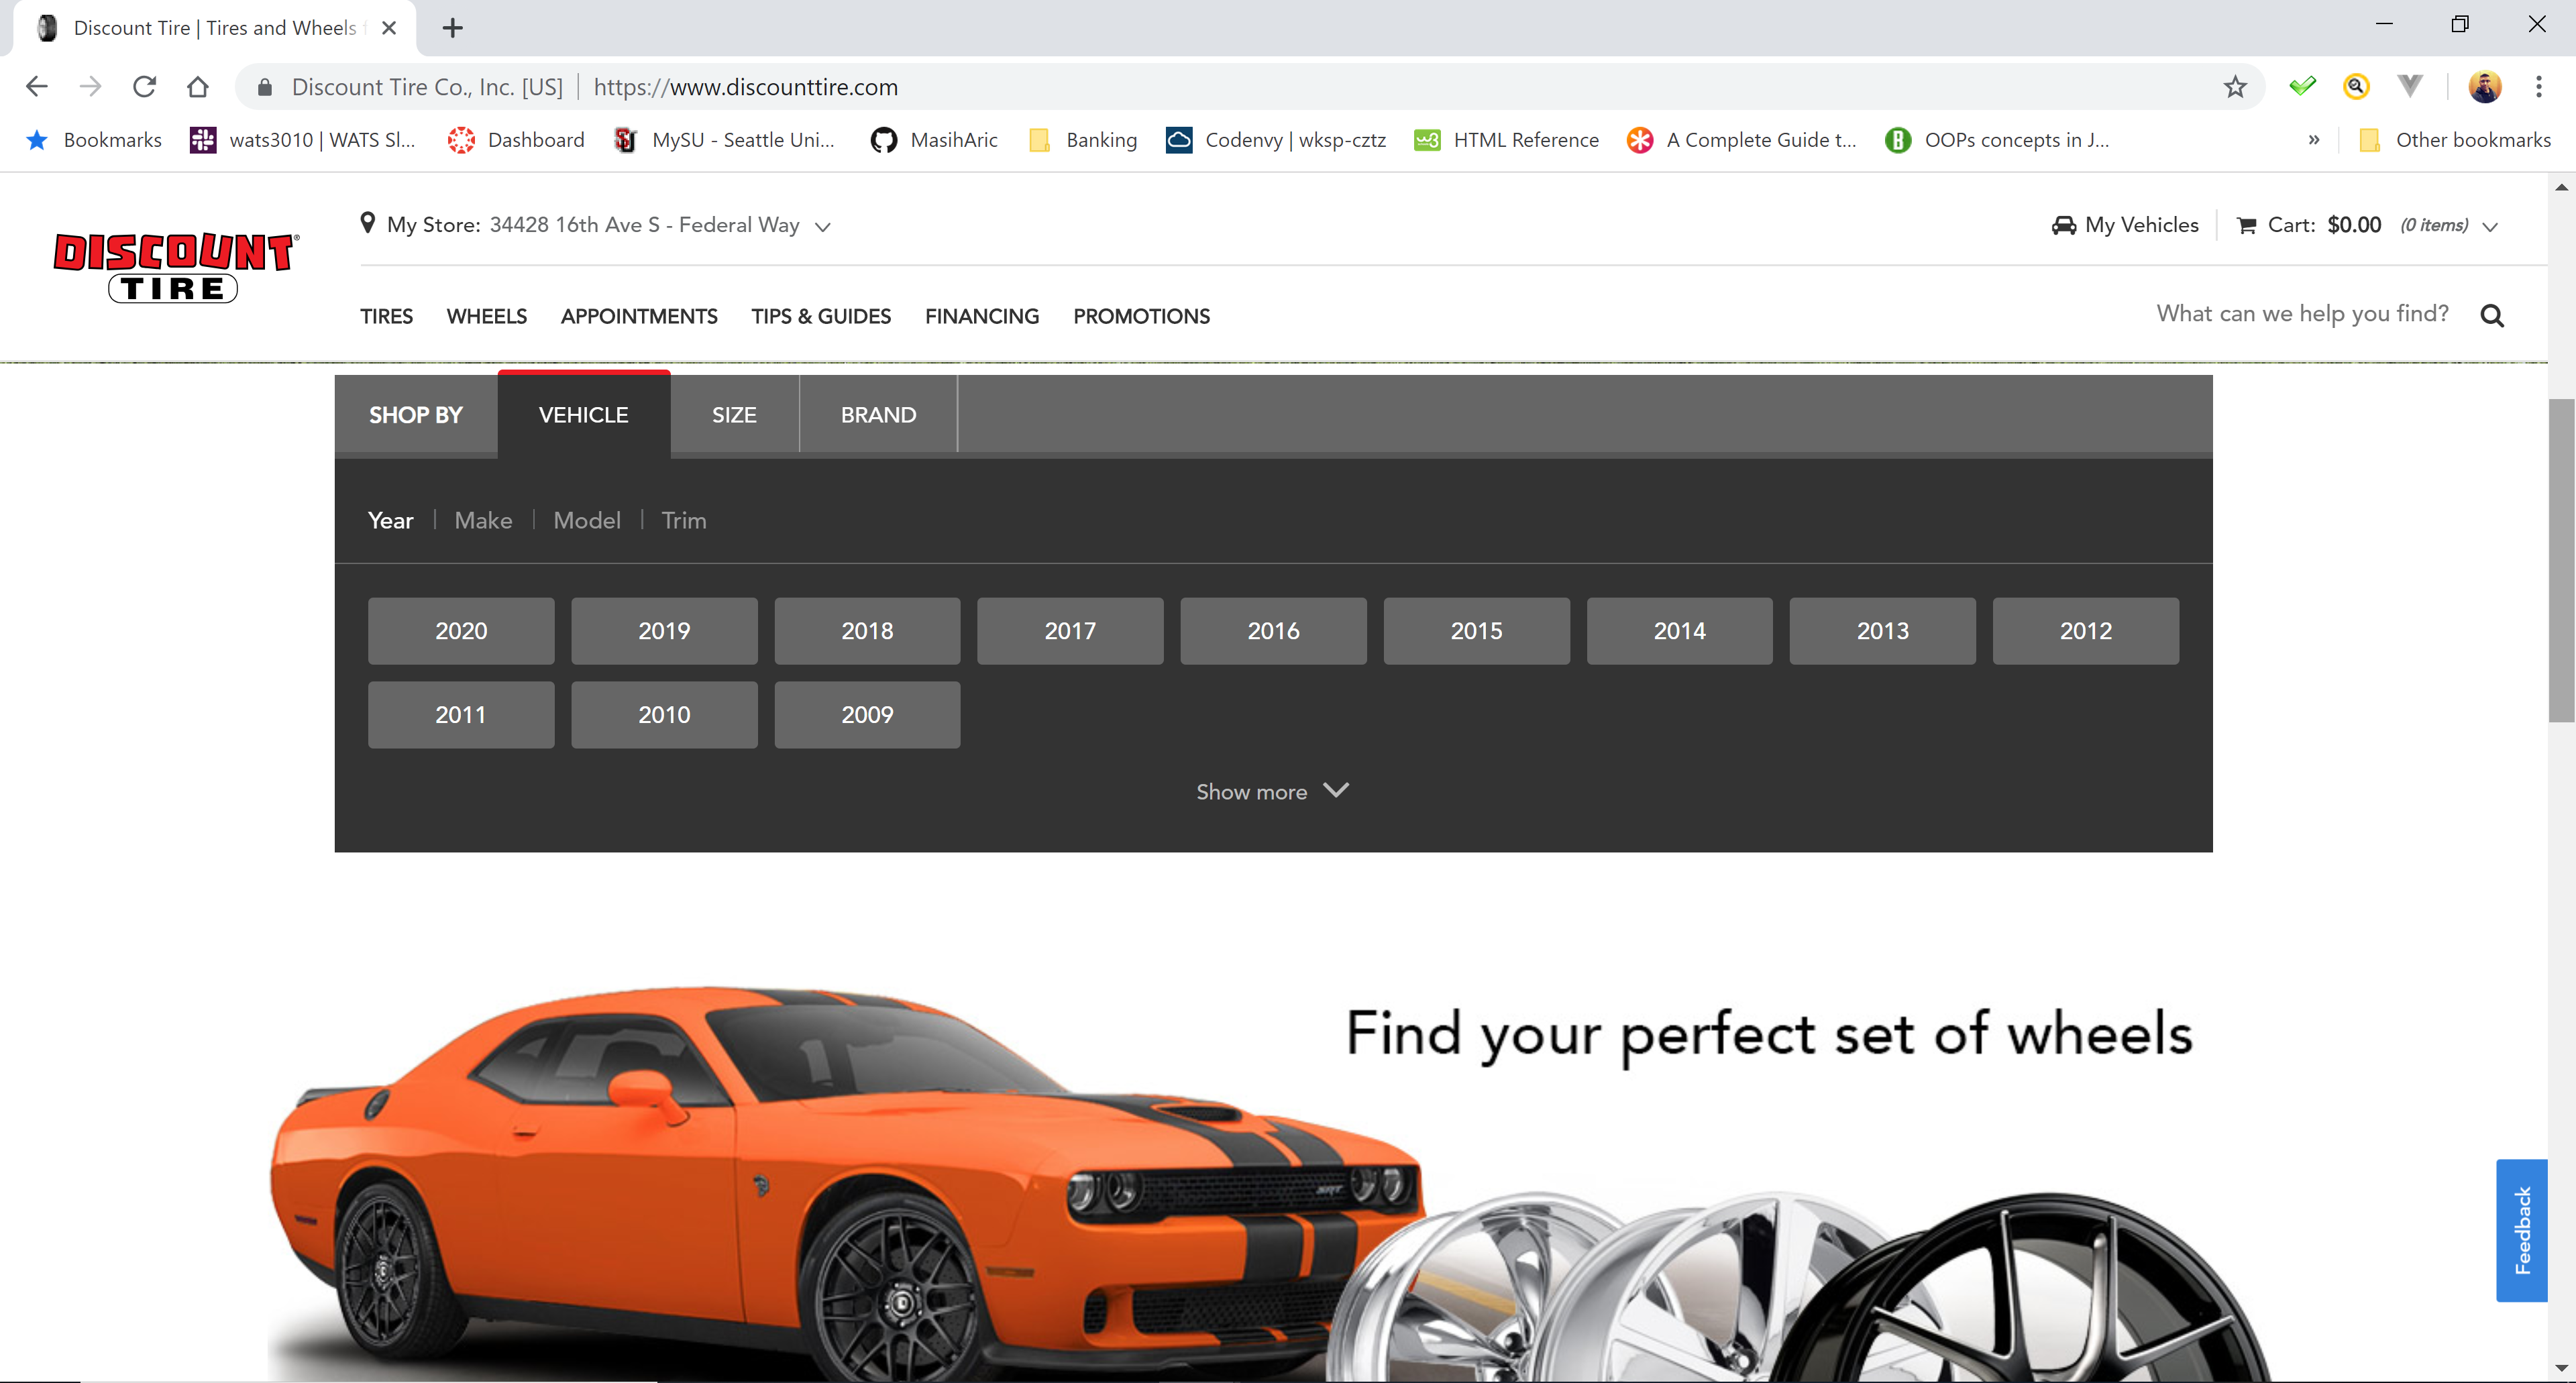 Discount Tire | Tires and Wheels f
Discount Tire Co., Inc. [US] | https://www.discounttire.com
Bookmarks
wats3010 | WATS Sl...
Dashboard
MySU - Seattle Uni...
MasihAric
Banking
Codenvy | wksp-cztz
HTML Reference
A Complete Guide t...
OOPs concepts in J...
»
Other bookmarks
DISCOUNT®
TIRE
My Store: 34428 16th Ave S - Federal Way
My Vehicles
Cart: $0.00 (0 items)
TIRES WHEELS APPOINTMENTS TIPS & GUIDES FINANCING PROMOTIONS
What can we help you find?
SHOP BY VEHICLE SIZE BRAND
Year | Make | Model | Trim
2020 2019 2018 2017 2016 2015 2014 2013 2012
2011 2010 2009
Show more
Find your perfect set of wheels
SRT
Feedback